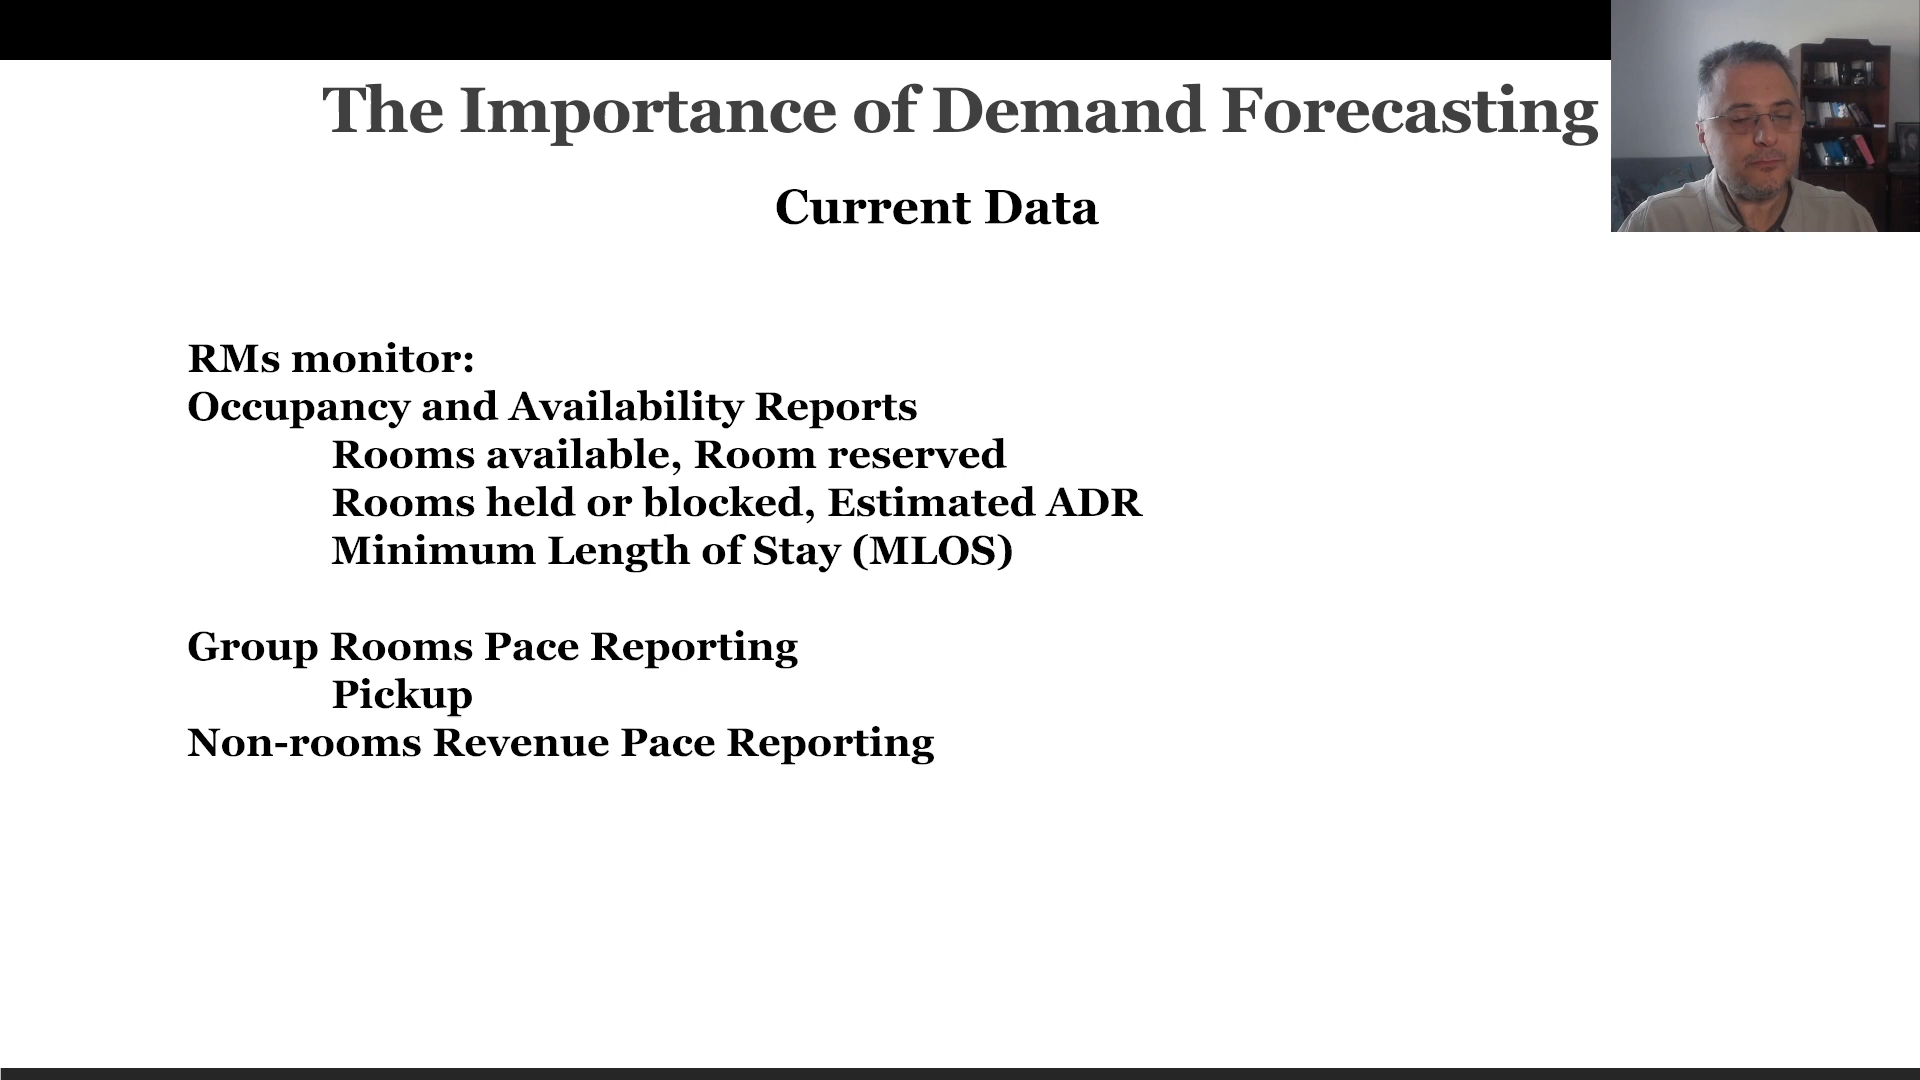 The Importance of Demand Forecasting
Current Data
RMs monitor:
Occupancy and Availability Reports
Rooms available, Room reserved
Rooms held or blocked, Estimated ADR
Minimum Length of Stay (MLOS)
Group Rooms Pace Reporting
Pickup
Non-rooms Revenue Pace Reporting